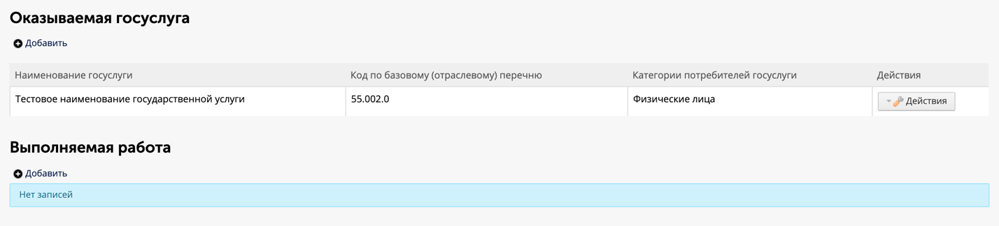 Оказываемая госуслуга
Добавить
Наименование госуслуги Код по базовому (отраслевому) перечню Категории потребителей госуслуги Действия
Тестовое наименование государственной услуги 55.002.0 Физические лица Действия
Выполняемая работа
Добавить
Нет записей